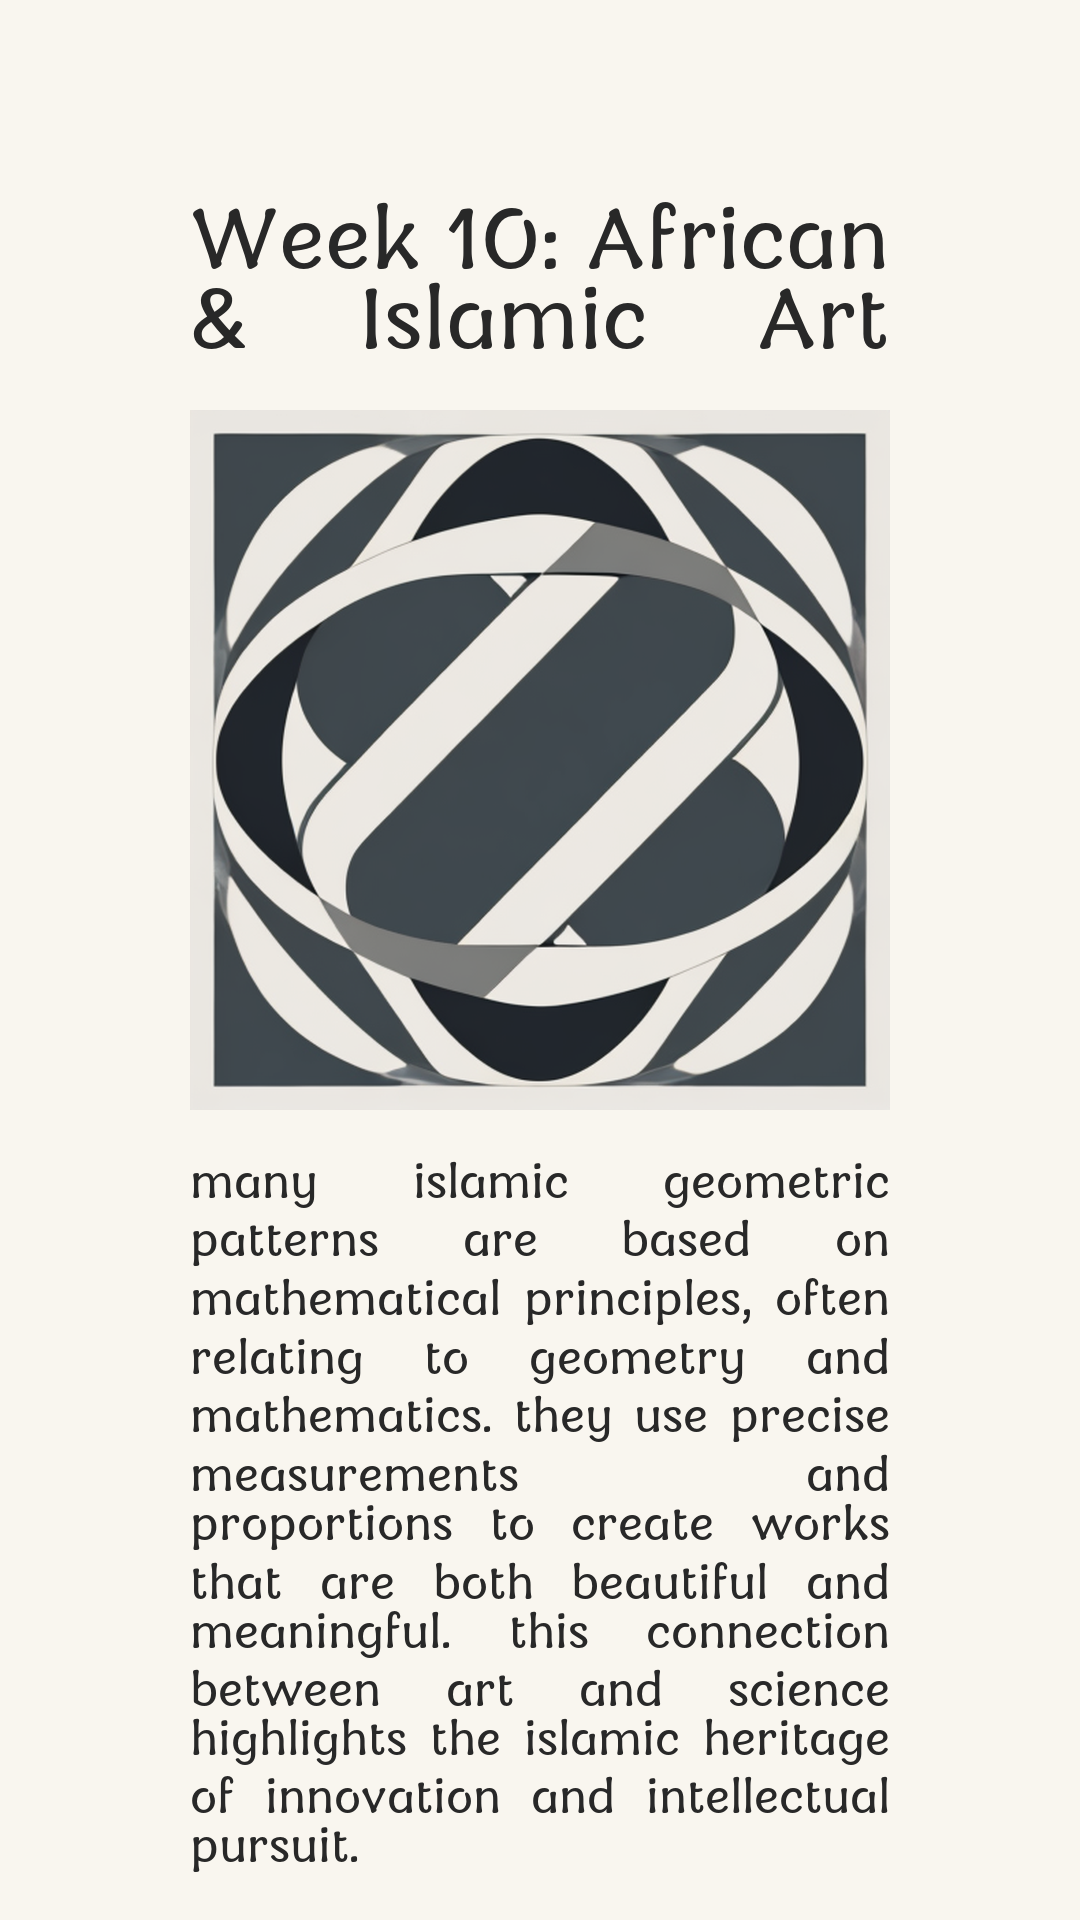 Week 10: African
& Islamic Art
many islamic geometric
patterns are based on
mathematical principles, often
relating to geometry and
mathematics. they use precise
measurements and
proportions to create works
that are both beautiful and
meaningful. this connection
between art and science
highlights the islamic heritage
of innovation and intellectual
pursuit.